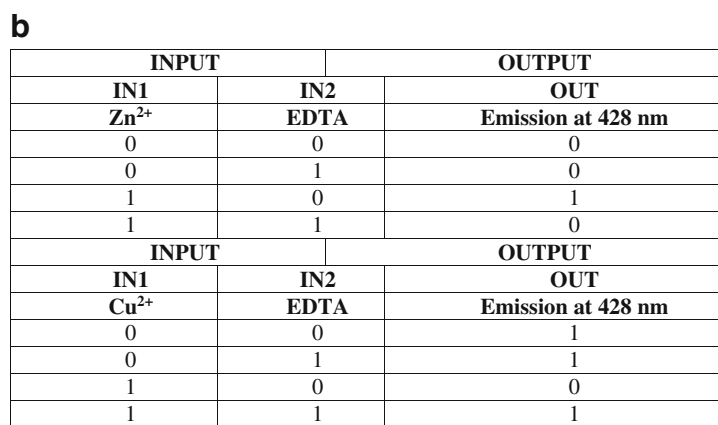 b
INPUT OUTPUT
IN1 IN2 OUT
Zn²⁺ EDTA Emission at 428 nm
0 0 0
0 1 0
1 0 1
1 1 0
INPUT OUTPUT
IN1 IN2 OUT
Cu²⁺ EDTA Emission at 428 nm
0 0 1
0 1 1
1 0 0
1 1 1